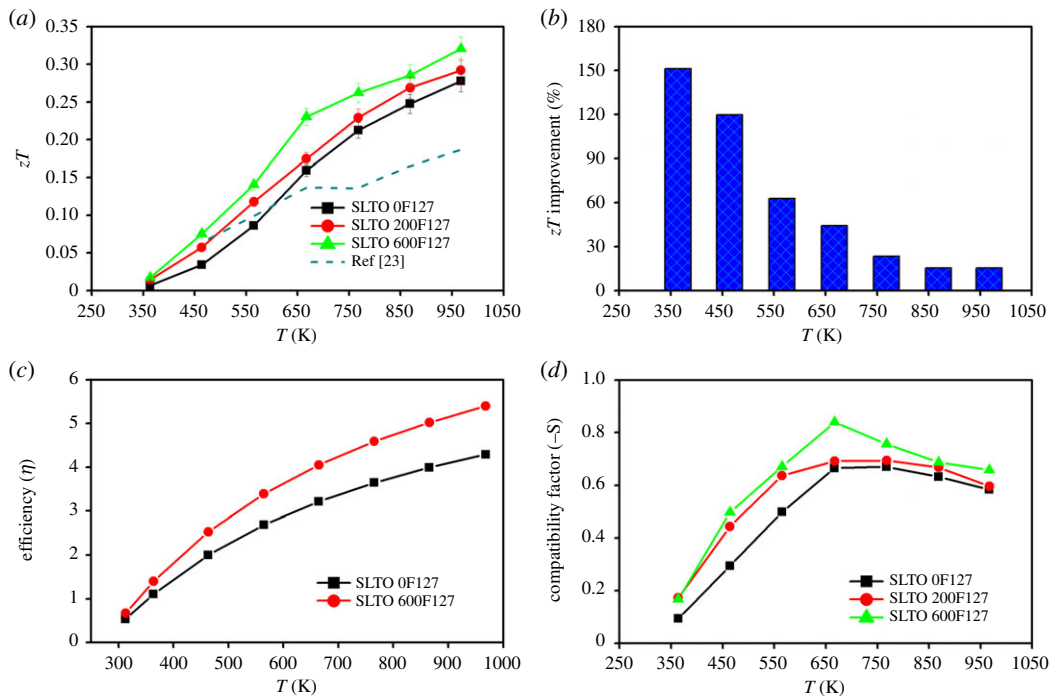 (a)
0.35
0.30
0.25
0.20
0.15
0.10
0.05
0
zT
SLTO 0F127
SLTO 200F127
SLTO 600F127
Ref [23]
250 350 450 550 650 750 850 950 1050
T (K)
(b)
180
150
120
90
60
30
0
zT improvement (%)
250 350 450 550 650 750 850 950 1050
T (K)
(c)
6
5
4
3
2
1
0
efficiency (η)
SLTO 0F127
SLTO 600F127
300 400 500 600 700 800 900 1000
T (K)
(d)
1.0
0.8
0.6
0.4
0.2
0
compatibility factor (–S)
SLTO 0F127
SLTO 200F127
SLTO 600F127
250 350 450 550 650 750 850 950 1050
T (K)